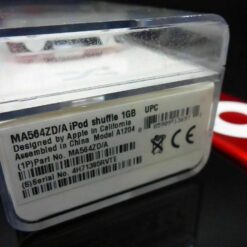 MA564ZD/A iPod shuffle 1GB UPC
Designed by Apple in California
Assembled in China Model A1204
(1P) Part No. MA564ZD/A
(S) Serial No.